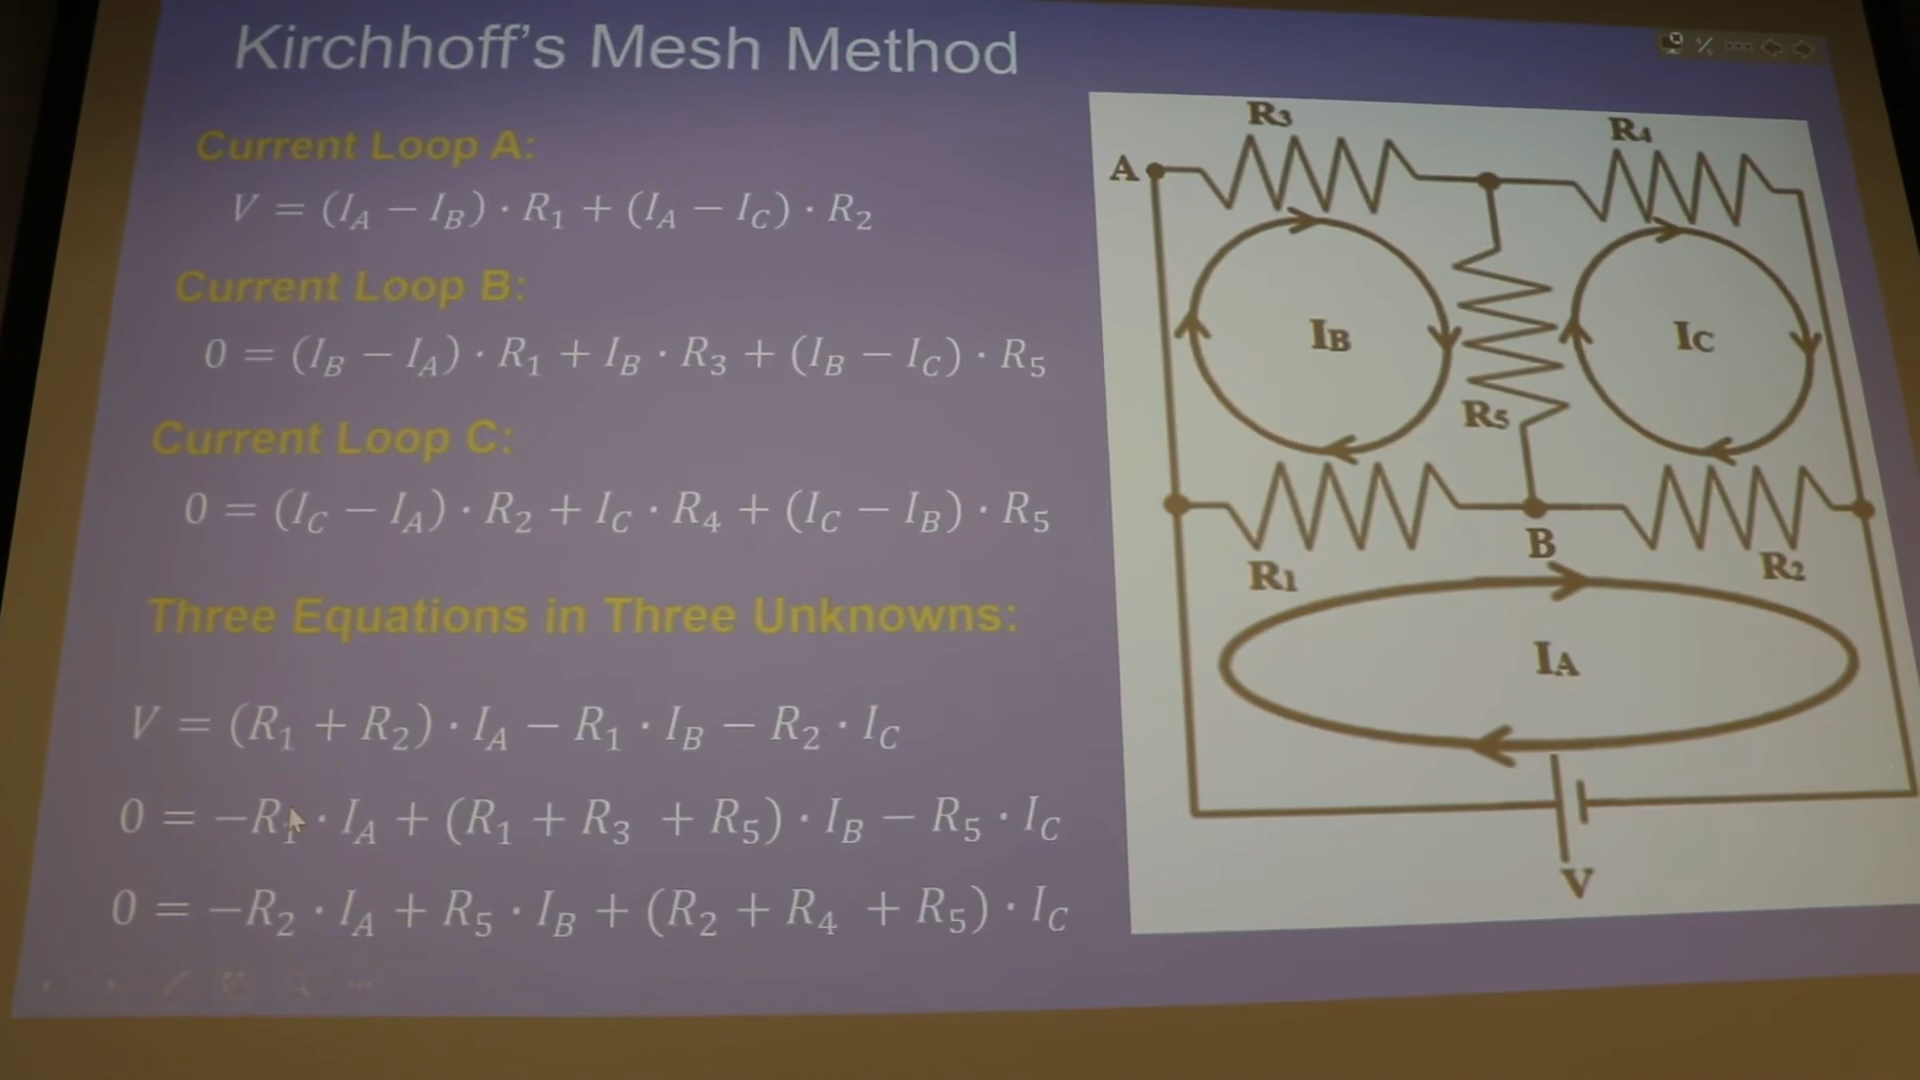 Kirchhoff's Mesh Method
Current Loop A:
V = (I_A − I_B) · R_1 + (I_A − I_C) · R_2
Current Loop B:
0 = (I_B − I_A) · R_1 + I_B · R_3 + (I_B − I_C) · R_5
Current Loop C:
0 = (I_C − I_A) · R_2 + I_C · R_4 + (I_C − I_B) · R_5
Three Equations in Three Unknowns:
V = (R_1 + R_2) · I_A − R_1 · I_B − R_2 · I_C
0 = −R_1 · I_A + (R_1 + R_3 + R_5) · I_B − R_5 · I_C
0 = −R_2 · I_A + R_5 · I_B + (R_2 + R_4 + R_5) · I_C
R3
R4
A
IB
IC
R5
B
R1
R2
IA
V